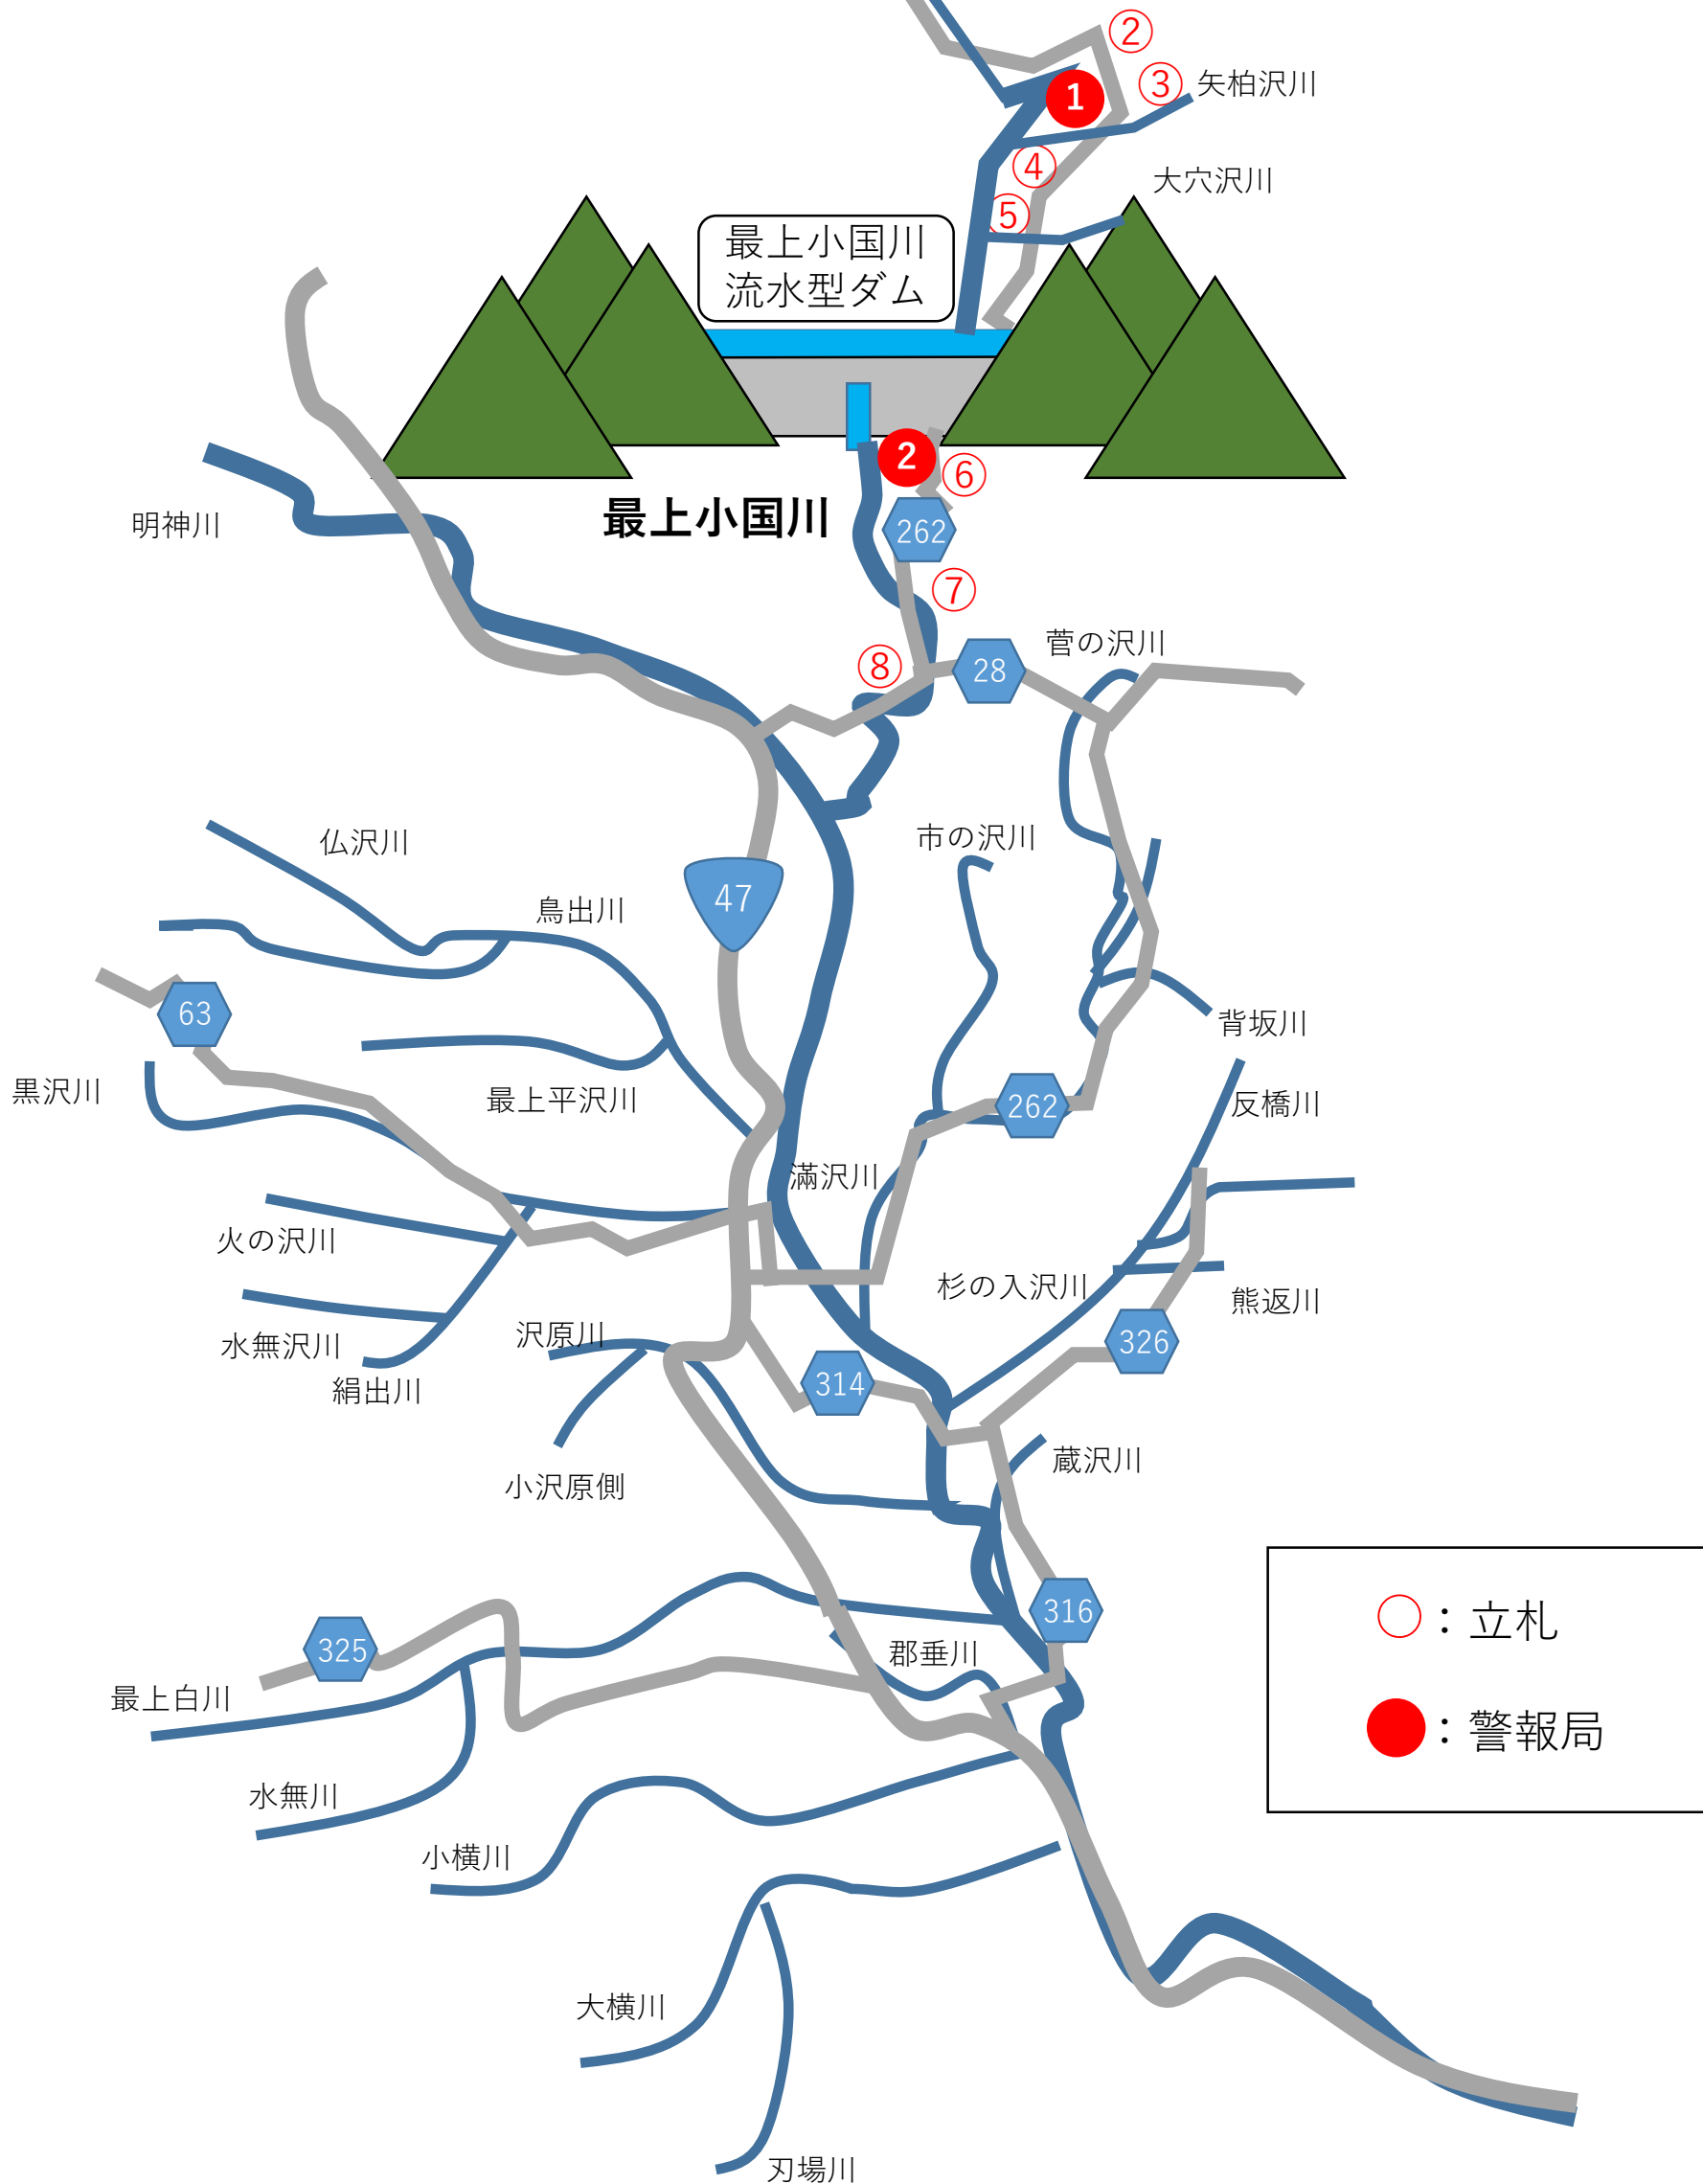 ②
③
矢柏沢川
1
④
大穴沢川
⑤
最上小国川
流水型ダム
2
⑥
最上小国川
262
明神川
⑦
菅の沢川
⑧
28
市の沢川
仏沢川
鳥出川
47
63
背坂川
黒沢川
最上平沢川
262
反橋川
満沢川
火の沢川
杉の入沢川
熊返川
水無沢川
沢原川
326
絹出川
314
蔵沢川
小沢原側
316
：立札
325
郡垂川
最上白川
：警報局
水無川
小横川
大横川
刃場川